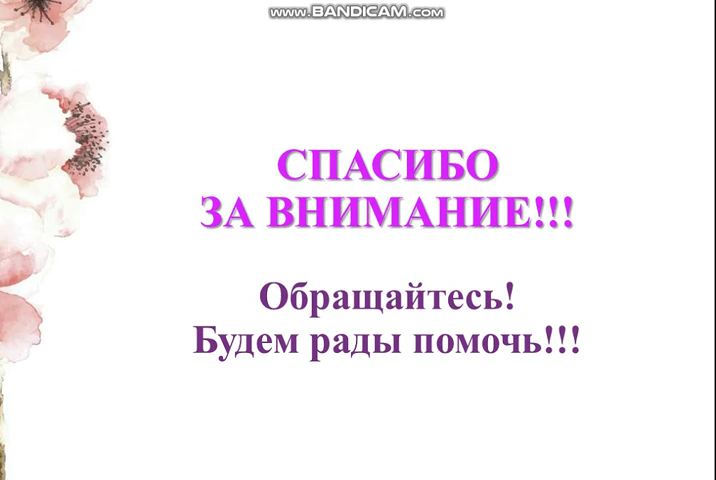 www.BANDICAM.com
СПАСИБО
ЗА ВНИМАНИЕ!!!
Обращайтесь!
Будем рады помочь!!!